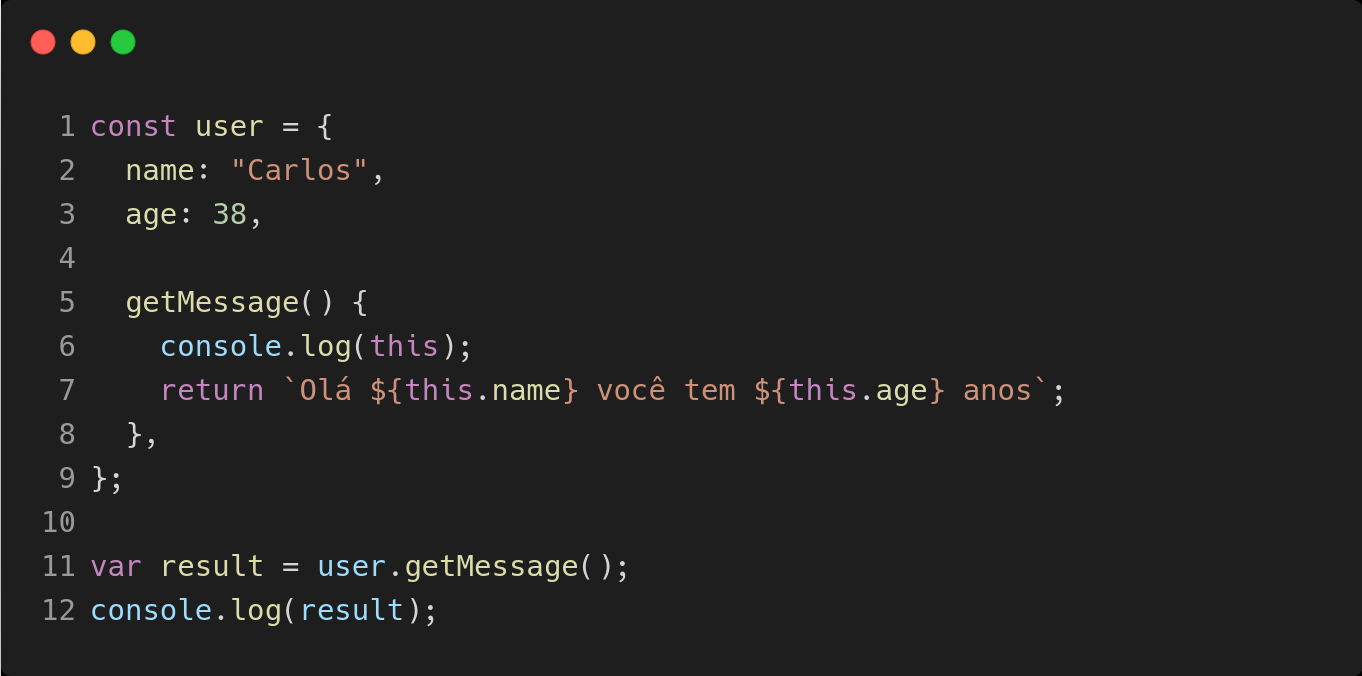 1 const user = {
2   name: "Carlos",
3   age: 38,
4
5   getMessage() {
6     console.log(this);
7     return `Olá ${this.name} você tem ${this.age} anos`;
8   },
9 };
10
11 var result = user.getMessage();
12 console.log(result);